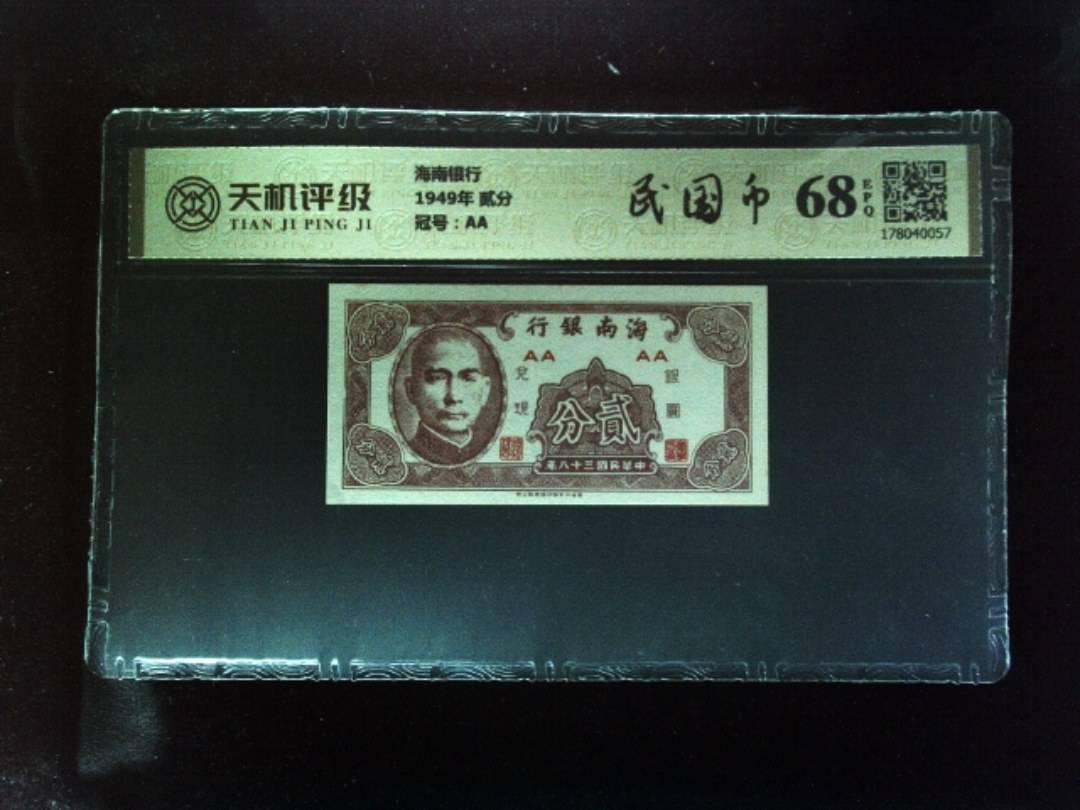 天机评级
TIAN JI PING JI
海南银行
1949年 贰分
冠号：AA
民国币
68
EPQ
178040057
行銀南海
AA AA
兌現
銀圓
分貳
年八十三國民華中